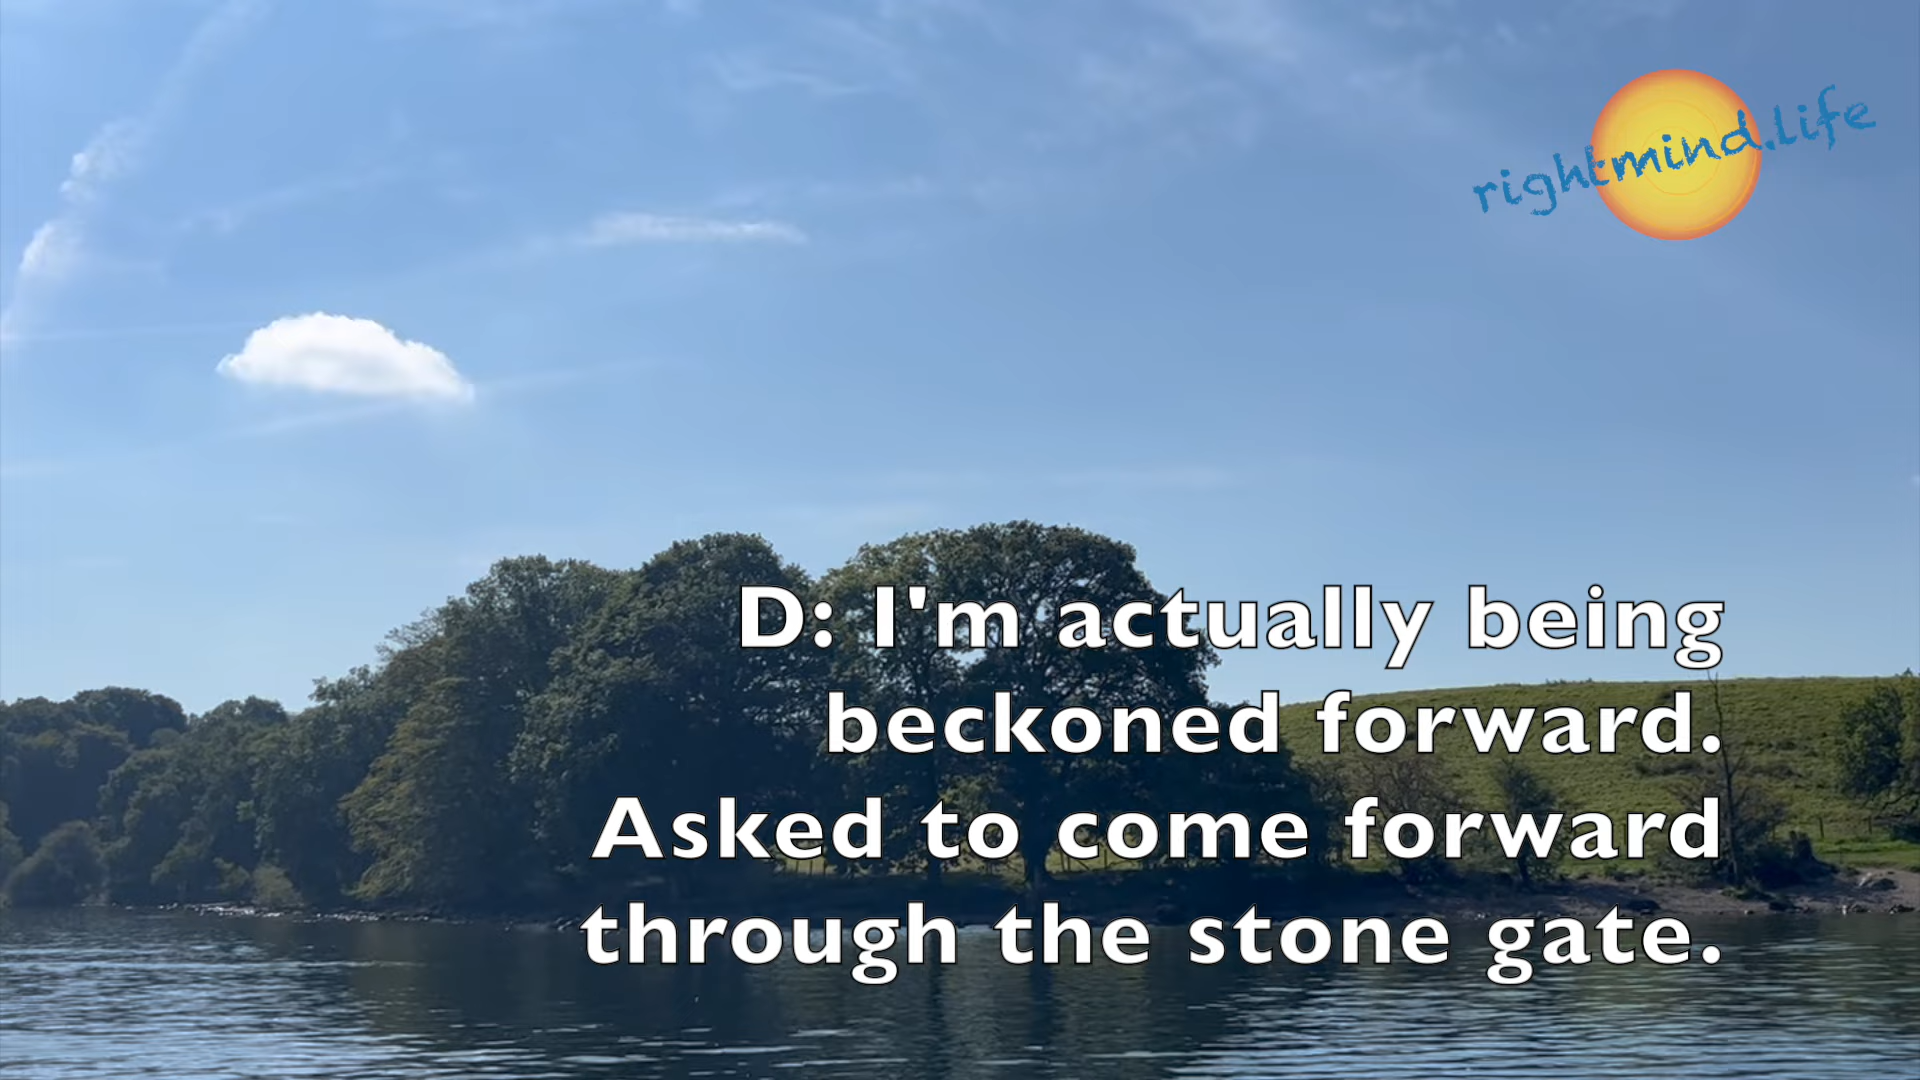 rightmind.life
D: I'm actually being
beckoned forward.
Asked to come forward
through the stone gate.